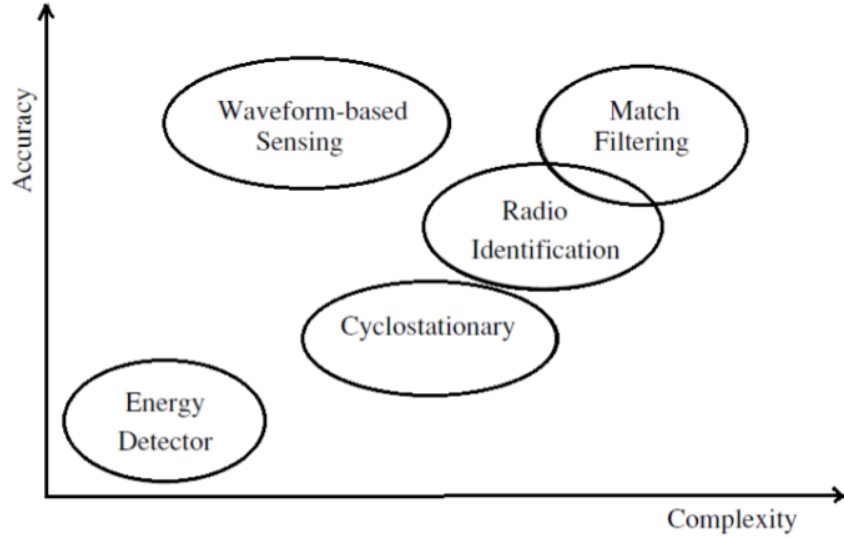 Accuracy
Waveform-based
Sensing
Match
Filtering
Radio
Identification
Cyclostationary
Energy
Detector
Complexity